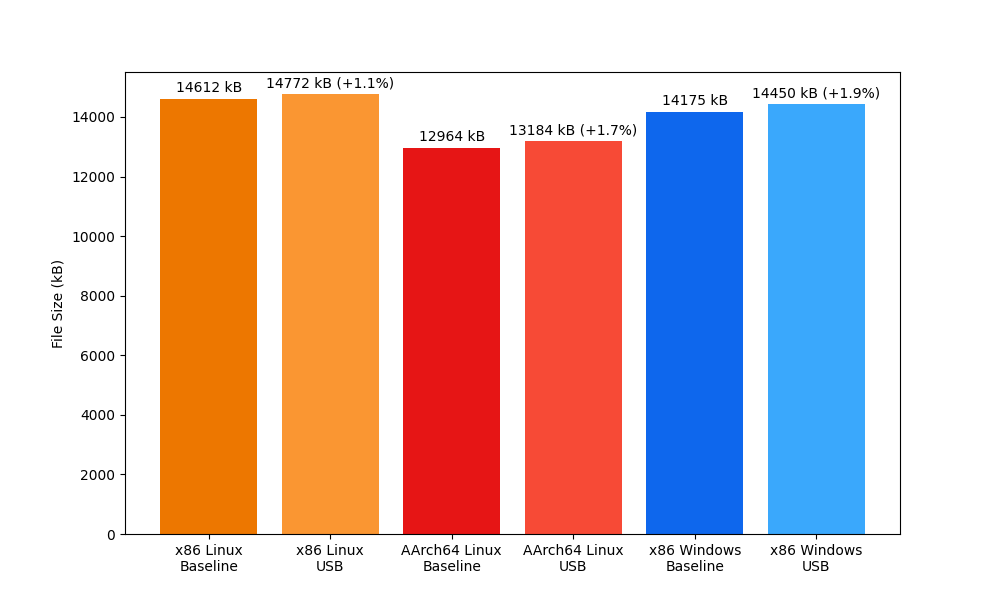 14612 kB
14772 kB (+1.1%)
12964 kB
13184 kB (+1.7%)
14175 kB
14450 kB (+1.9%)
File Size (kB)
14000
12000
10000
8000
6000
4000
2000
0
x86 Linux
Baseline
x86 Linux
USB
AArch64 Linux
Baseline
AArch64 Linux
USB
x86 Windows
Baseline
x86 Windows
USB